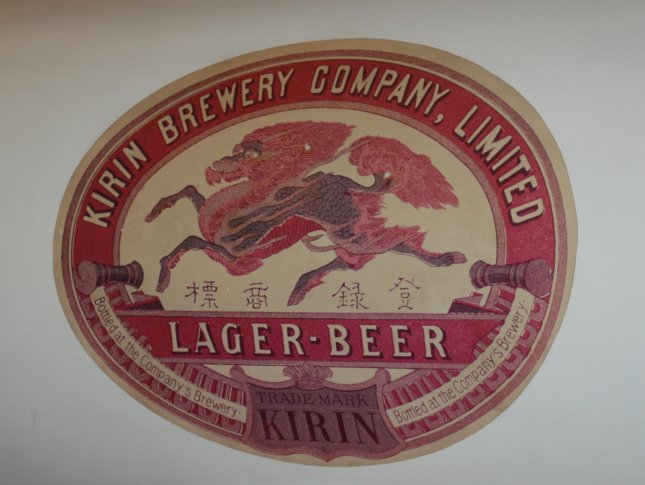 KIRIN BREWERY COMPANY, LIMITED
標商録登
LAGER-BEER
Bottled at the Company's Brewery.
TRADE MARK
KIRIN
Bottled at the Company's Brewery.